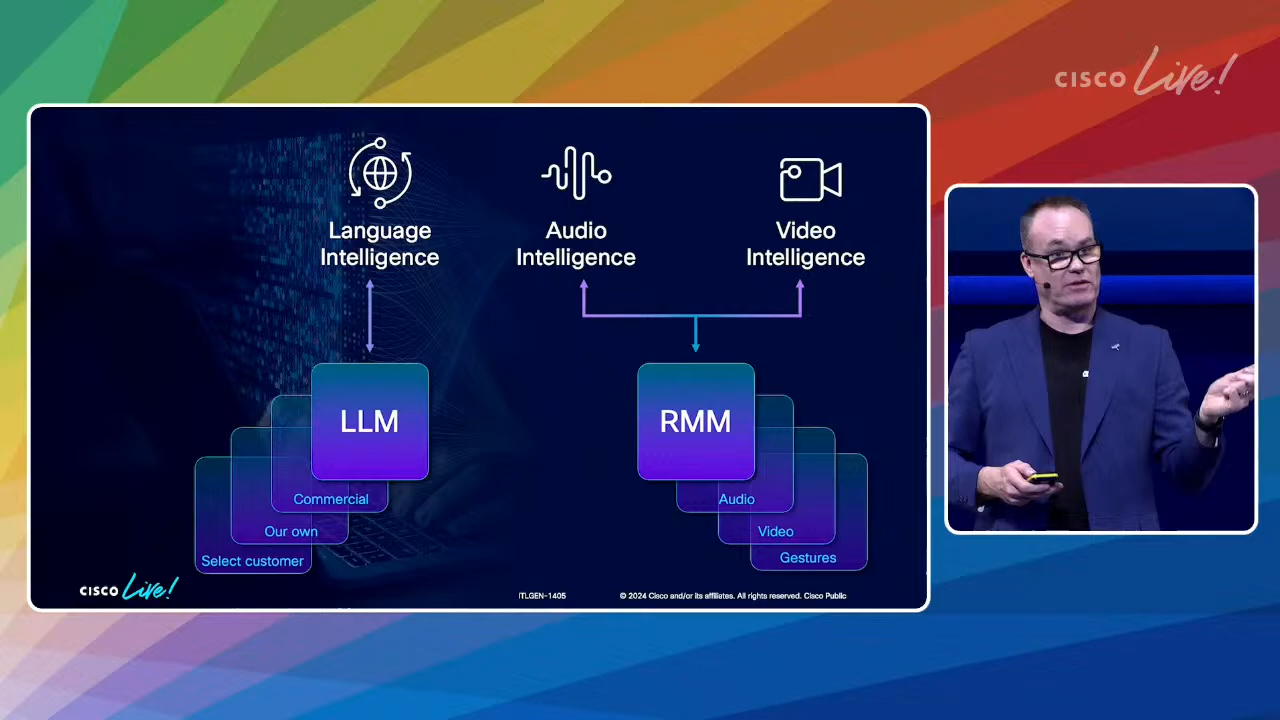 CISCO Live!
Language
Intelligence
Audio
Intelligence
Video
Intelligence
LLM
Commercial
Our own
Select customer
RMM
Audio
Video
Gestures
CISCO Live!
ITLGEN-1405
© 2024 Cisco and/or its affiliates. All rights reserved. Cisco Public